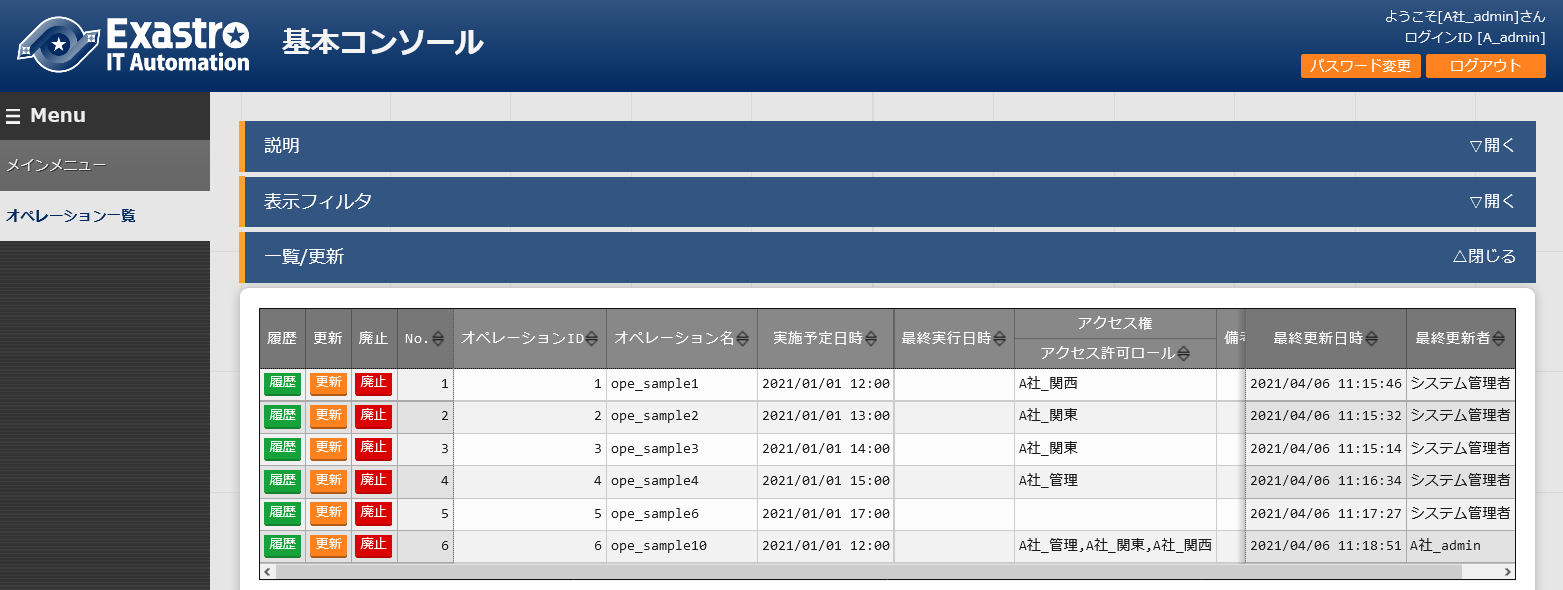 Exastro
IT Automation
基本コンソール
ようこそ[A社_admin]さん
ログインID [A_admin]
パスワード変更 ログアウト
Menu
メインメニュー
オペレーション一覧
説明 ▽開く
表示フィルタ ▽開く
一覧/更新 △閉じる
履歴 更新 廃止 No. オペレーションID オペレーション名 実施予定日時 最終実行日時 アクセス権 最終更新日時 最終更新者
アクセス許可ロール
履歴 更新 廃止 1 1 ope_sample1 2021/01/01 12:00 A社_関西 2021/04/06 11:15:46 システム管理者
履歴 更新 廃止 2 2 ope_sample2 2021/01/01 13:00 A社_関東 2021/04/06 11:15:32 システム管理者
履歴 更新 廃止 3 3 ope_sample3 2021/01/01 14:00 A社_関東 2021/04/06 11:15:14 システム管理者
履歴 更新 廃止 4 4 ope_sample4 2021/01/01 15:00 A社_管理 2021/04/06 11:16:34 システム管理者
履歴 更新 廃止 5 5 ope_sample6 2021/01/01 17:00 2021/04/06 11:17:27 システム管理者
履歴 更新 廃止 6 6 ope_sample10 2021/01/01 12:00 A社_管理,A社_関東,A社_関西 2021/04/06 11:18:51 A社_admin